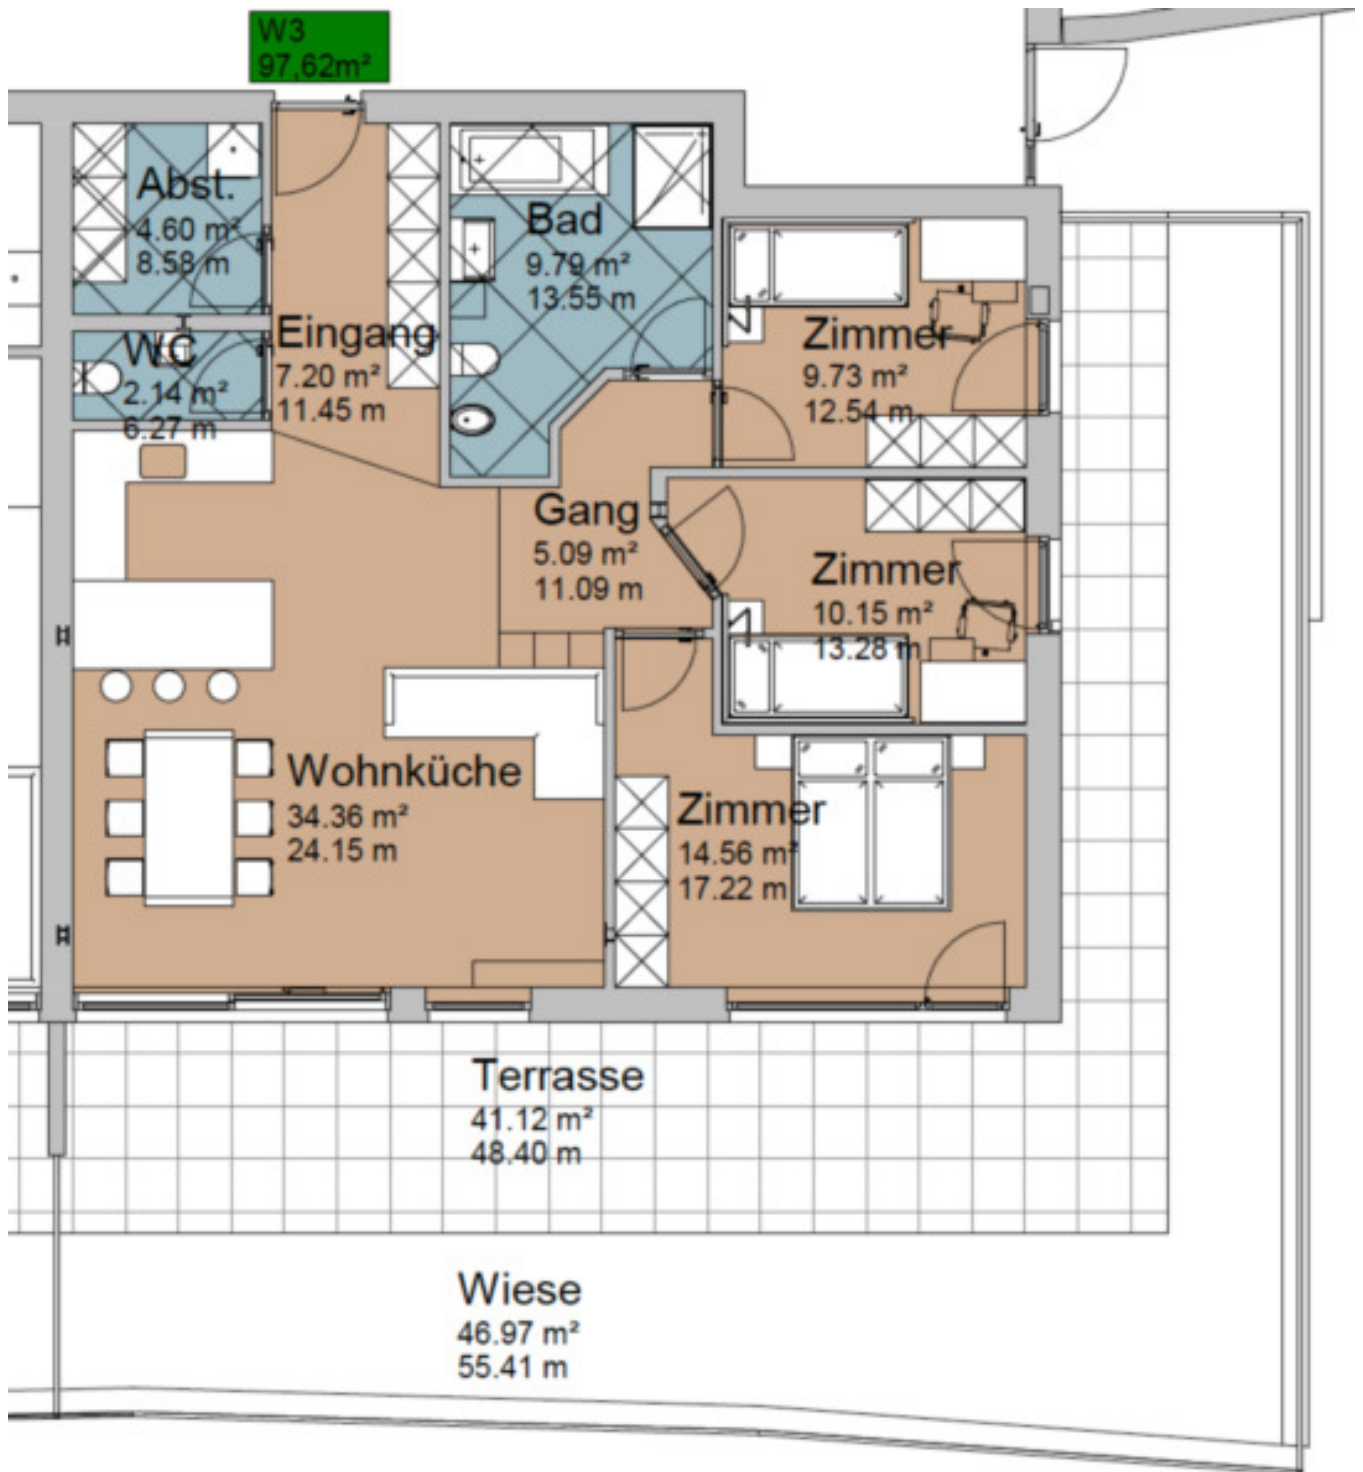 W3
97,62m²
Abst.
4.60 m²
8.58 m
Bad
9.79 m²
13.55 m
WC
2.14 m²
6.27 m
Eingang
7.20 m²
11.45 m
Zimmer
9.73 m²
12.54 m
Gang
5.09 m²
11.09 m
Zimmer
10.15 m²
13.28 m
Wohnküche
34.36 m²
24.15 m
Zimmer
14.56 m²
17.22 m
Terrasse
41.12 m²
48.40 m
Wiese
46.97 m²
55.41 m